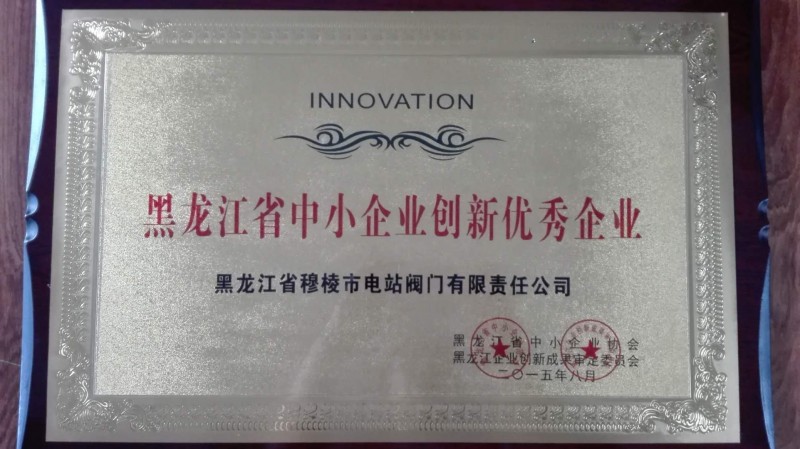 INNOVATION
黑龙江省中小企业创新优秀企业
黑龙江省穆棱市电站阀门有限责任公司
黑龙江省中小企业协会
黑龙江企业创新成果审定委员会
二〇一五年八月